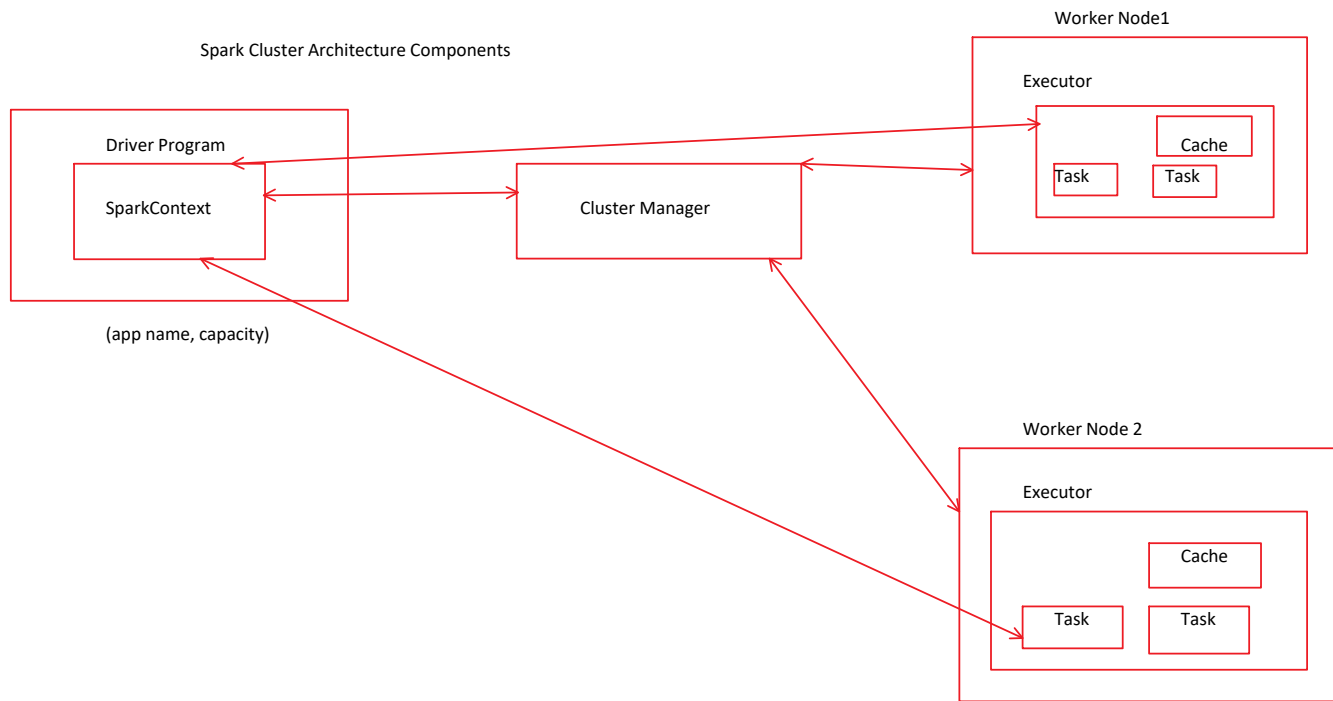 Spark Cluster Architecture Components
Driver Program
SparkContext
(app name, capacity)
Cluster Manager
Worker Node1
Executor
Cache
Task
Task
Worker Node 2
Executor
Cache
Task
Task